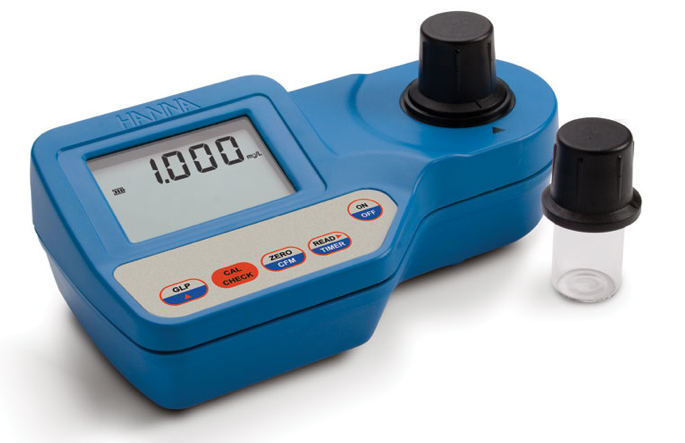 HANNA
1.000 mg/L
ON
OFF
READ ▶
TIMER
ZERO
CFM
CAL
CHECK
GLP
▲